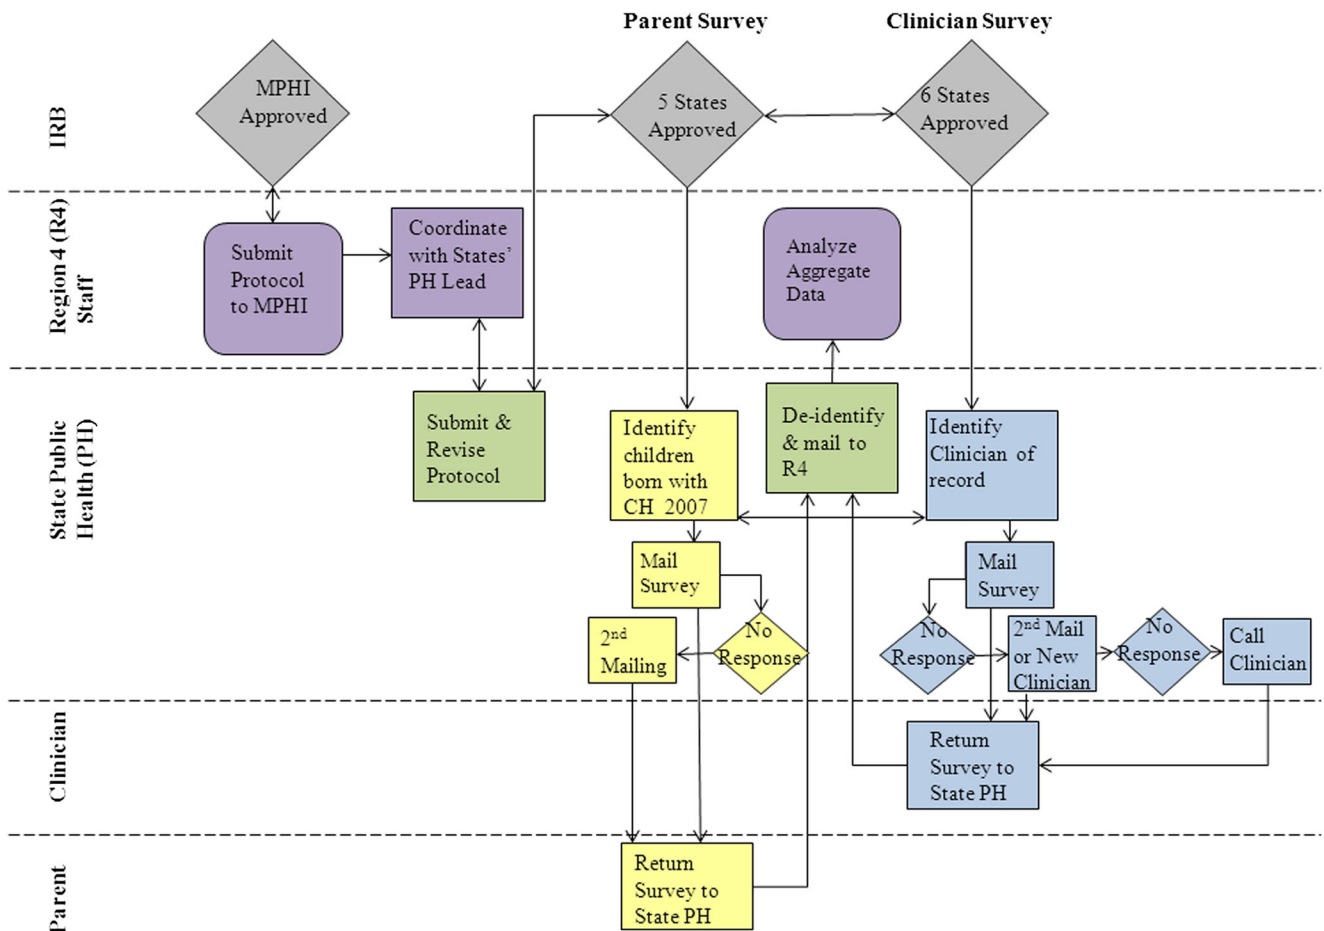 Parent Survey
Clinician Survey
IRB
MPHI
Approved
5 States
Approved
6 States
Approved
Region 4 (R4)
Staff
Submit
Protocol
to MPHI
Coordinate
with States’
PH Lead
Analyze
Aggregate
Data
State Public
Health (PH)
Submit &
Revise
Protocol
Identify
children
born with
CH 2007
De-identify
& mail to
R4
Identify
Clinician of
record
Mail
Survey
2nd
Mailing
No
Response
Mail
Survey
No
Response
2nd Mail
or New
Clinician
No
Response
Call
Clinician
Clinician
Return
Survey to
State PH
Parent
Return
Survey to
State PH